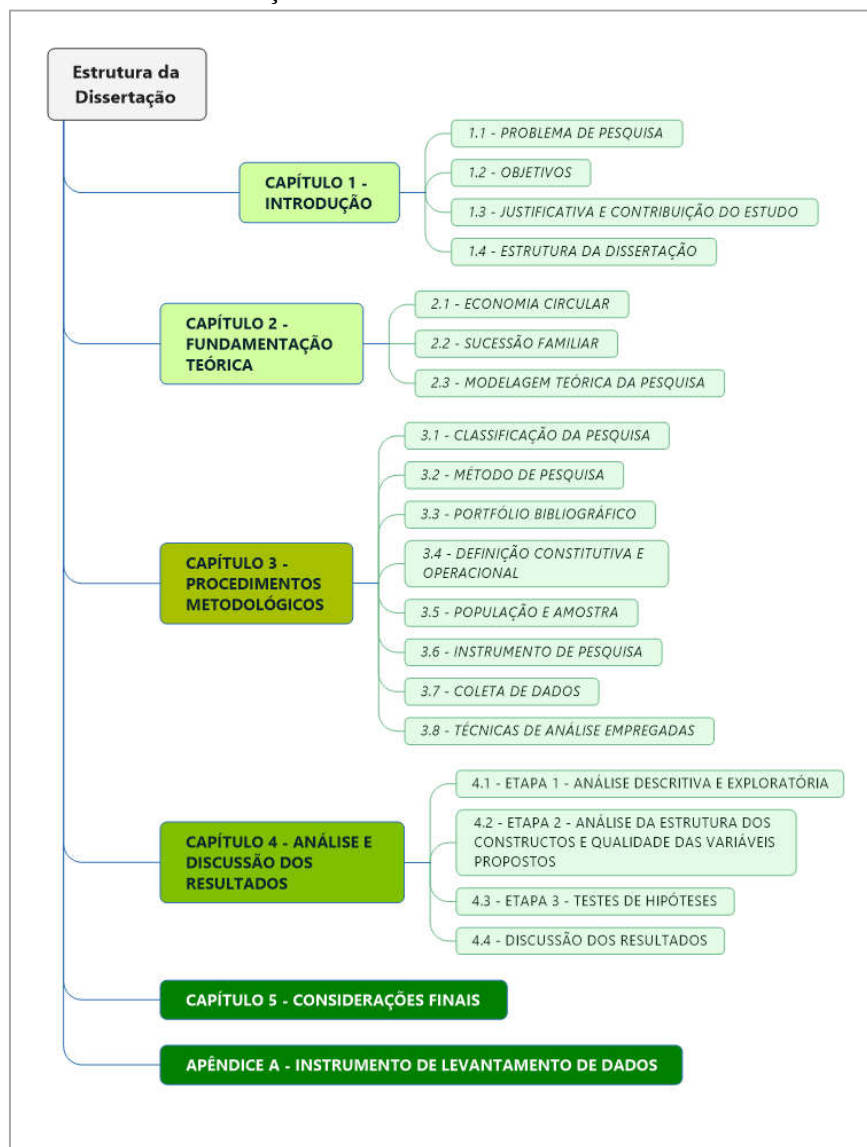 Estrutura da
Dissertação
CAPÍTULO 1 -
INTRODUÇÃO
1.1 - PROBLEMA DE PESQUISA
1.2 - OBJETIVOS
1.3 - JUSTIFICATIVA E CONTRIBUIÇÃO DO ESTUDO
1.4 - ESTRUTURA DA DISSERTAÇÃO
CAPÍTULO 2 -
FUNDAMENTAÇÃO
TEÓRICA
2.1 - ECONOMIA CIRCULAR
2.2 - SUCESSÃO FAMILIAR
2.3 - MODELAGEM TEÓRICA DA PESQUISA
CAPÍTULO 3 -
PROCEDIMENTOS
METODOLÓGICOS
3.1 - CLASSIFICAÇÃO DA PESQUISA
3.2 - MÉTODO DE PESQUISA
3.3 - PORTFÓLIO BIBLIOGRÁFICO
3.4 - DEFINIÇÃO CONSTITUTIVA E
OPERACIONAL
3.5 - POPULAÇÃO E AMOSTRA
3.6 - INSTRUMENTO DE PESQUISA
3.7 - COLETA DE DADOS
3.8 - TÉCNICAS DE ANÁLISE EMPREGADAS
CAPÍTULO 4 - ANÁLISE E
DISCUSSÃO DOS
RESULTADOS
4.1 - ETAPA 1 - ANÁLISE DESCRITIVA E EXPLORATÓRIA
4.2 - ETAPA 2 - ANÁLISE DA ESTRUTURA DOS
CONSTRUCTOS E QUALIDADE DAS VARIÁVEIS
PROPOSTOS
4.3 - ETAPA 3 - TESTES DE HIPÓTESES
4.4 - DISCUSSÃO DOS RESULTADOS
CAPÍTULO 5 - CONSIDERAÇÕES FINAIS
APÊNDICE A - INSTRUMENTO DE LEVANTAMENTO DE DADOS